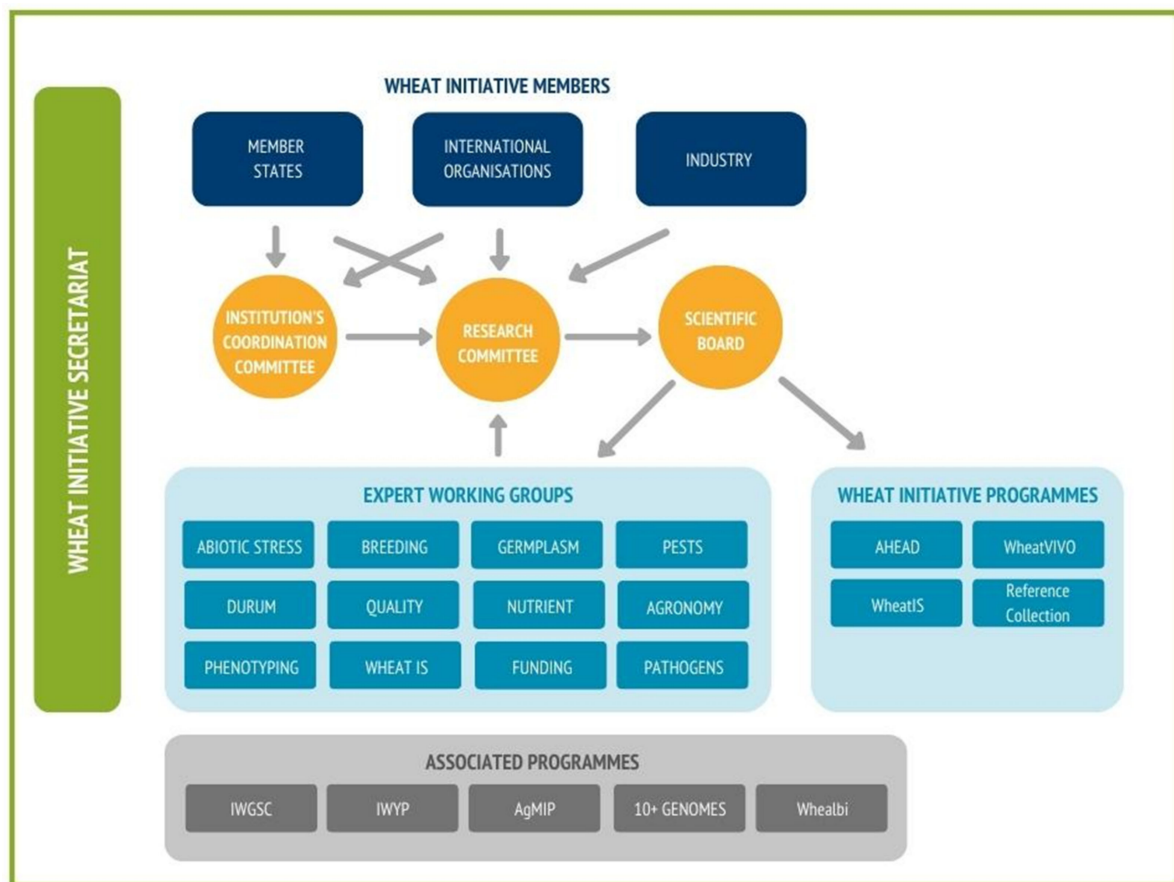 WHEAT INITIATIVE SECRETARIAT
WHEAT INITIATIVE MEMBERS
MEMBER
STATES
INTERNATIONAL
ORGANISATIONS
INDUSTRY
INSTITUTION'S
COORDINATION
COMMITTEE
RESEARCH
COMMITTEE
SCIENTIFIC
BOARD
EXPERT WORKING GROUPS
ABIOTIC STRESS
BREEDING
GERMPLASM
PESTS
DURUM
QUALITY
NUTRIENT
AGRONOMY
PHENOTYPING
WHEAT IS
FUNDING
PATHOGENS
WHEAT INITIATIVE PROGRAMMES
AHEAD
WheatVIVO
WheatIS
Reference
Collection
ASSOCIATED PROGRAMMES
IWGSC
IWYP
AgMIP
10+ GENOMES
Whealbi